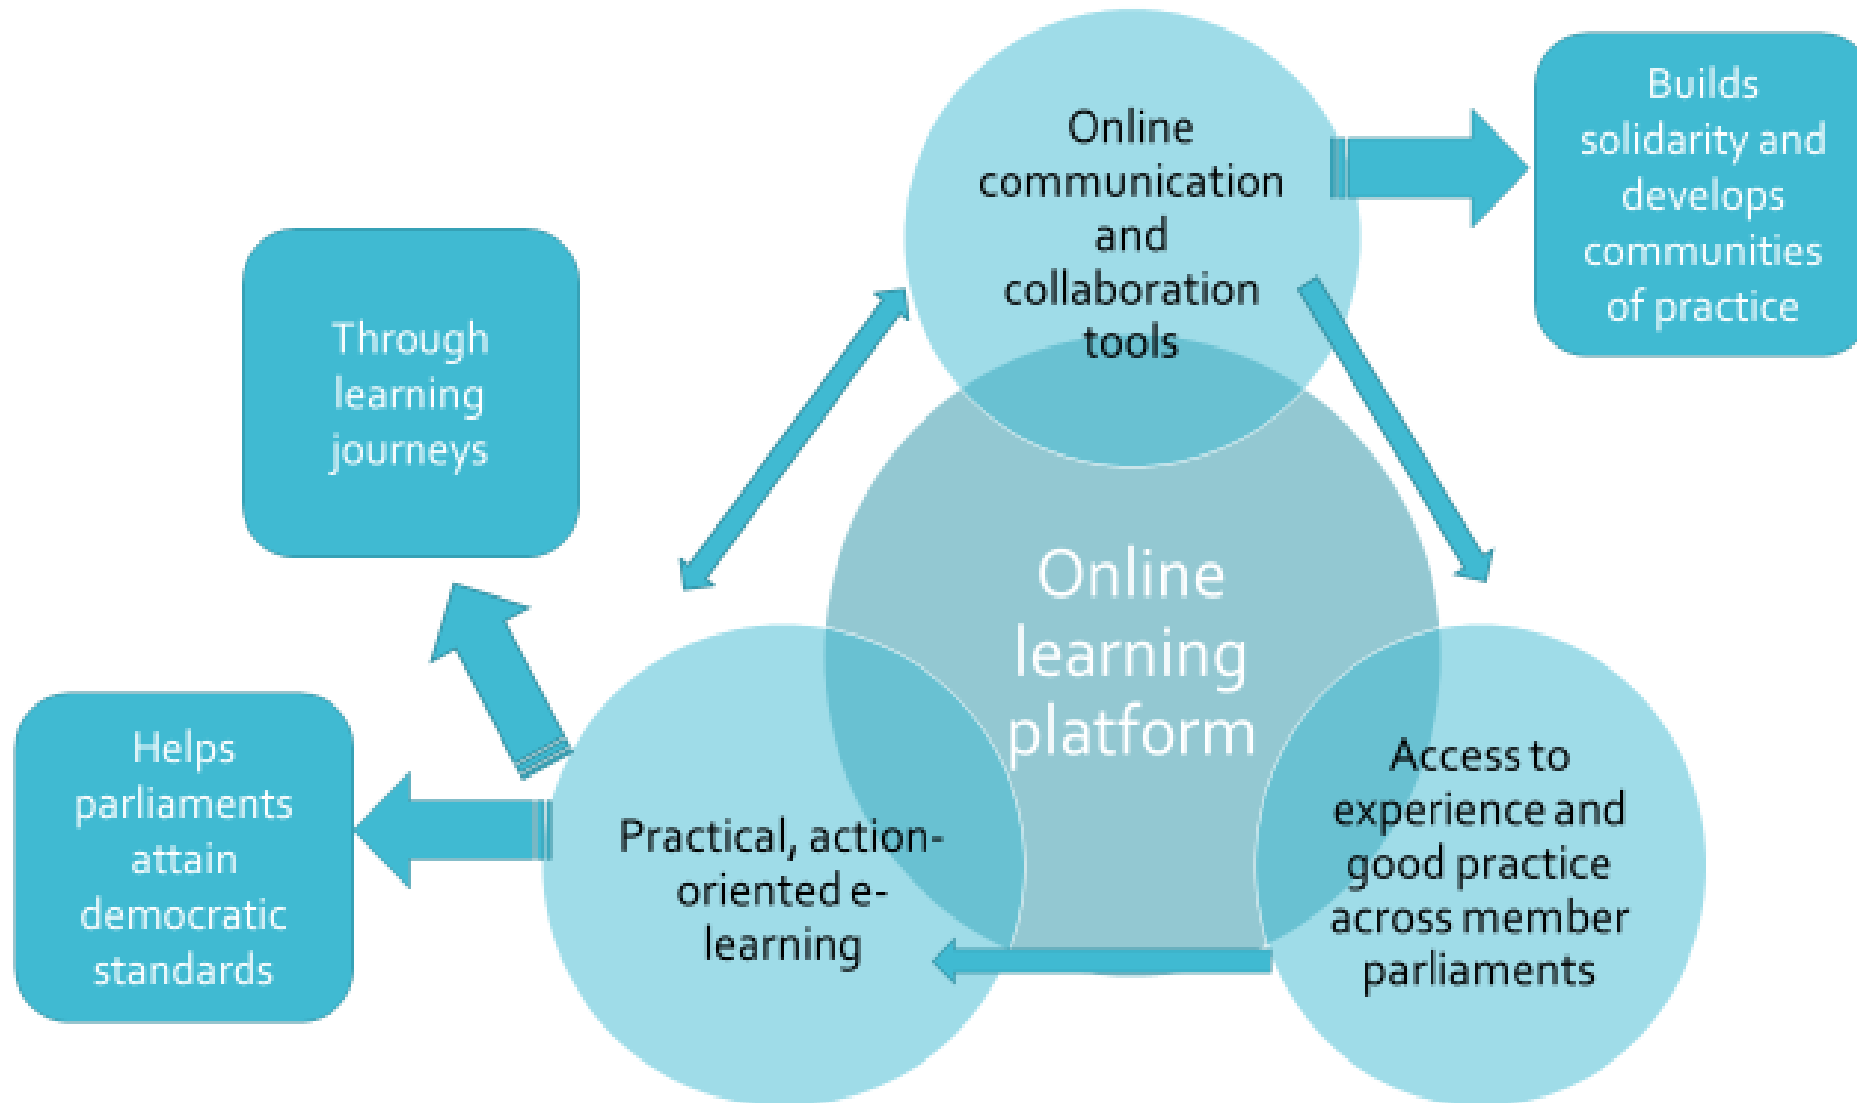 Online
communication
and
collaboration
tools
Builds
solidarity and
develops
communities
of practice
Through
learning
journeys
Online
learning
platform
Helps
parliaments
attain
democratic
standards
Practical, action-
oriented e-
learning
Access to
experience and
good practice
across member
parliaments